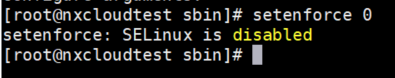 [root@nxcloudtest sbin]# setenforce 0
setenforce: SELinux is disabled
[root@nxcloudtest sbin]#